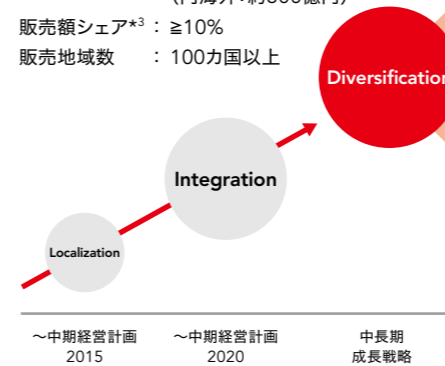 販売額シェア*3 : ≧10%
販売地域数 : 100カ国以上
Diversification
Integration
Localization
～中期経営計画
2015
～中期経営計画
2020
中長期
成長戦略